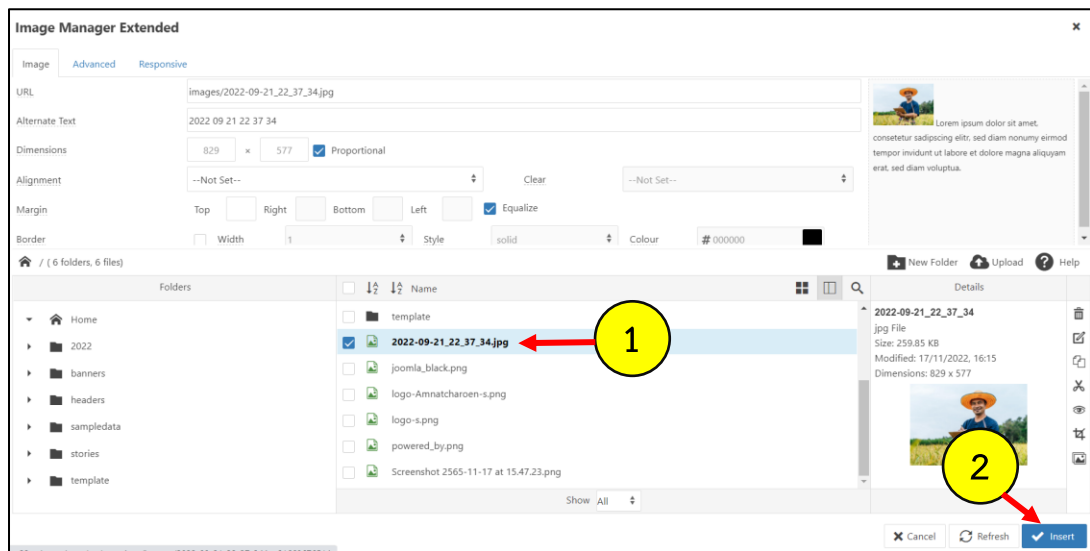 Image Manager Extended
Image Advanced Responsive
URL images/2022-09-21_22_37_34.jpg
Alternate Text 2022 09 21 22 37 34
Dimensions 829 × 577 Proportional
Alignment --Not Set-- Clear --Not Set--
Margin Top Right Bottom Left Equalize
Border Width 1 Style solid Colour # 000000
Lorem ipsum dolor sit amet,
consetetur sadipscing elitr, sed diam nonumy eirmod
tempor invidunt ut labore et dolore magna aliquyam
erat, sed diam voluptua.
/ ( 6 folders, 6 files) New Folder Upload Help
Folders Name Details
Home
2022
banners
headers
sampledata
stories
template
template
2022-09-21_22_37_34.jpg
joomla_black.png
logo-Amnatcharoen-s.png
logo-s.png
powered_by.png
Screenshot 2565-11-17 at 15.47.23.png
Show All
1
2022-09-21_22_37_34
jpg File
Size: 259.85 KB
Modified: 17/11/2022, 16:15
Dimensions: 829 x 577
2
Cancel Refresh Insert